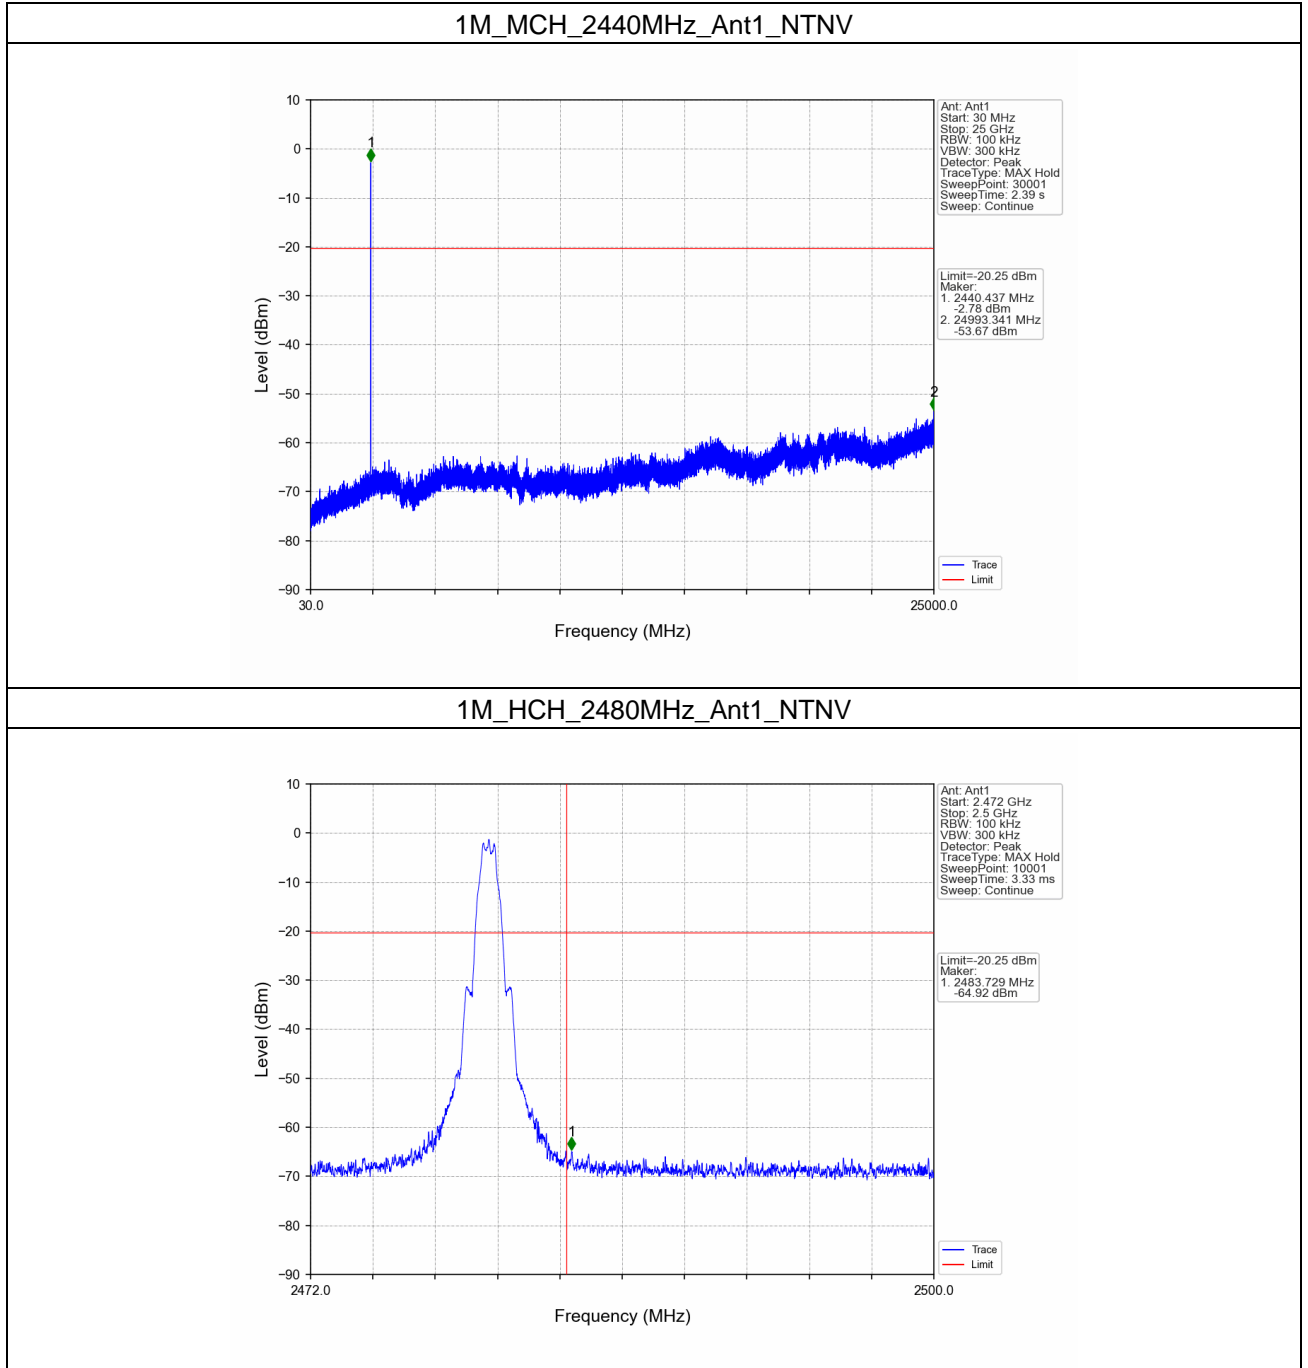 1M_MCH_2440MHz_Ant1_NTNV
10
0
−10
−20
−30
−40
−50
−60
−70
−80
−90
Level (dBm)
1
2
30.0
25000.0
Frequency (MHz)
Ant: Ant1
Start: 30 MHz
Stop: 25 GHz
RBW: 100 kHz
VBW: 300 kHz
Detector: Peak
TraceType: MAX Hold
SweepPoint: 30001
SweepTime: 2.39 s
Sweep: Continue
Limit=-20.25 dBm
Maker:
1. 2440.437 MHz
-2.78 dBm
2. 24993.341 MHz
-53.67 dBm
Trace
Limit
1M_HCH_2480MHz_Ant1_NTNV
10
0
−10
−20
−30
−40
−50
−60
−70
−80
−90
Level (dBm)
1
2472.0
2500.0
Frequency (MHz)
Ant: Ant1
Start: 2.472 GHz
Stop: 2.5 GHz
RBW: 100 kHz
VBW: 300 kHz
Detector: Peak
TraceType: MAX Hold
SweepPoint: 10001
SweepTime: 3.33 ms
Sweep: Continue
Limit=-20.25 dBm
Maker:
1. 2483.729 MHz
-64.92 dBm
Trace
Limit